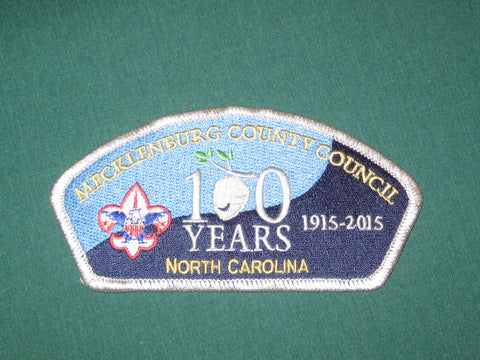 MECKLENBURG COUNTY COUNCIL
100
YEARS
1915-2015
NORTH CAROLINA